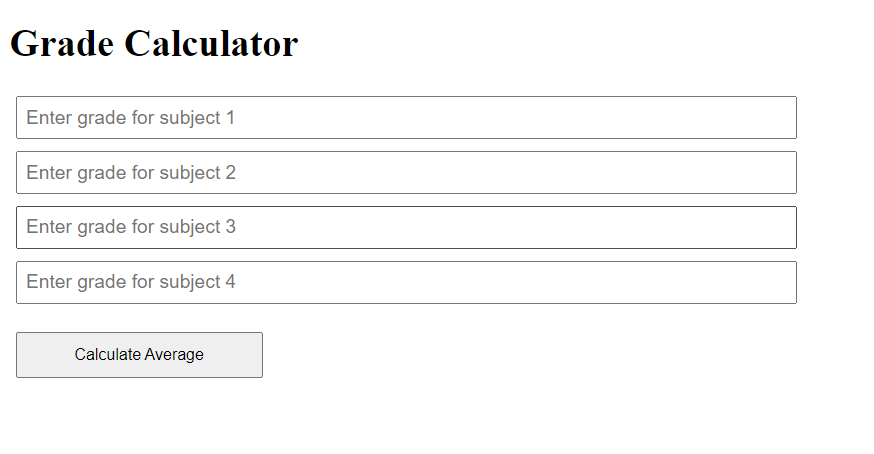 Grade Calculator
Enter grade for subject 1
Enter grade for subject 2
Enter grade for subject 3
Enter grade for subject 4
Calculate Average